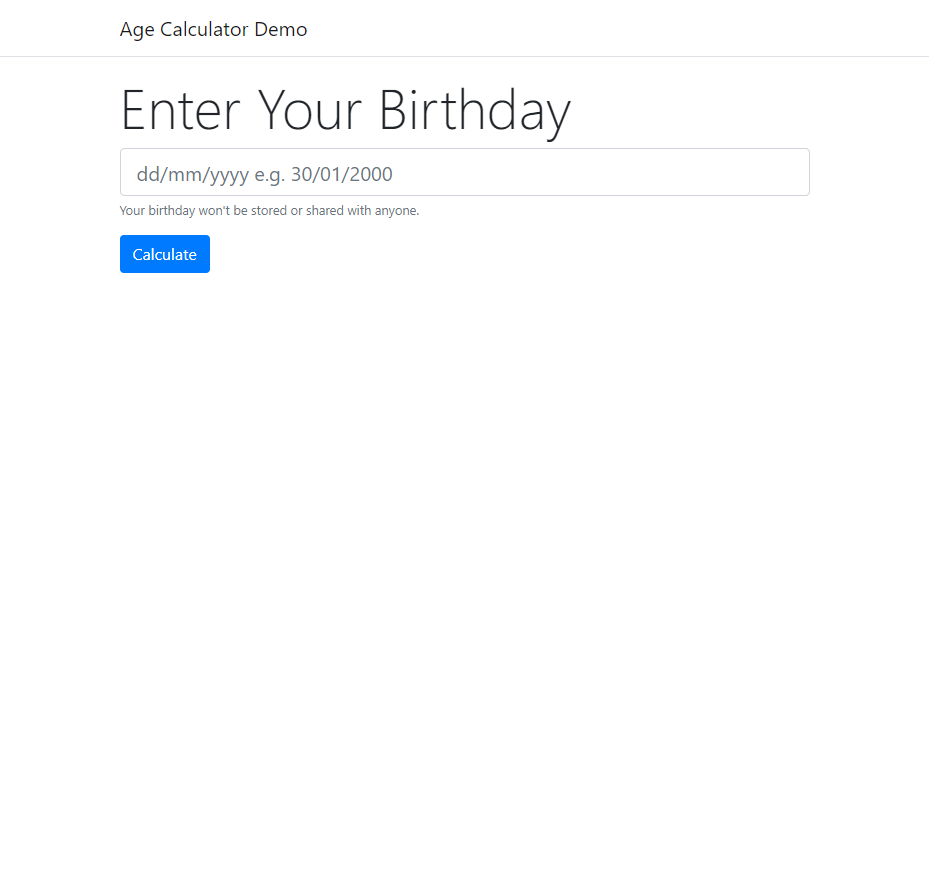 Age Calculator Demo
Enter Your Birthday
dd/mm/yyyy e.g. 30/01/2000
Your birthday won't be stored or shared with anyone.
Calculate